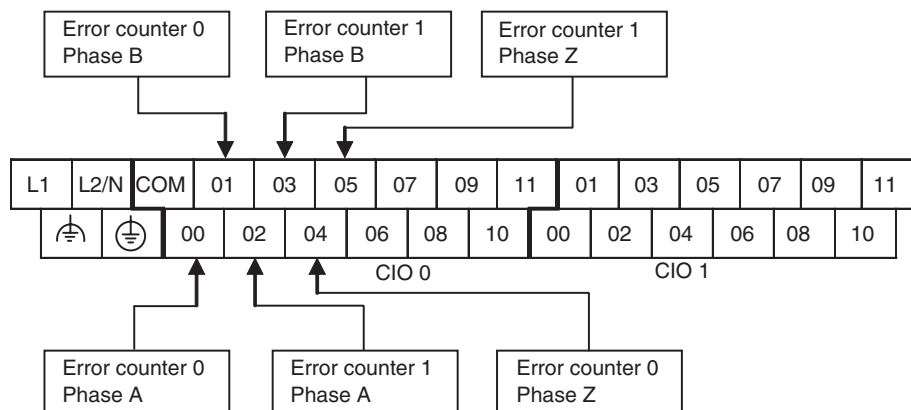 Error counter 0
Phase B
Error counter 1
Phase B
Error counter 1
Phase Z
L1 L2/N COM 01 03 05 07 09 11 01 03 05 07 09 11
00 02 04 06 08 10 00 02 04 06 08 10
CIO 0 CIO 1
Error counter 0
Phase A
Error counter 1
Phase A
Error counter 0
Phase Z